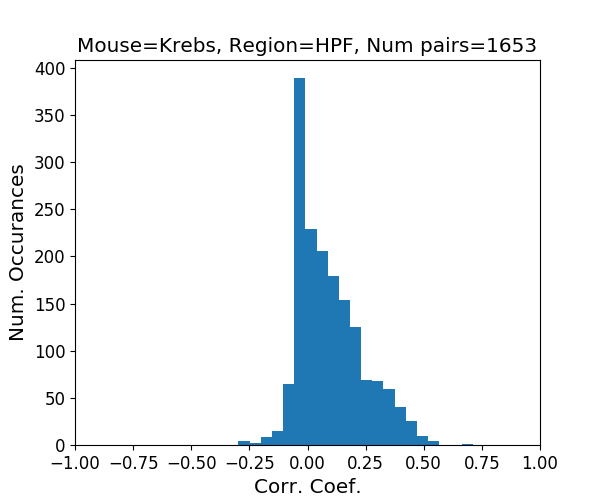 Mouse=Krebs, Region=HPF, Num pairs=1653
400
350
300
250
200
150
100
50
0
Num. Occurances
−1.00 −0.75 −0.50 −0.25 0.00 0.25 0.50 0.75 1.00
Corr. Coef.